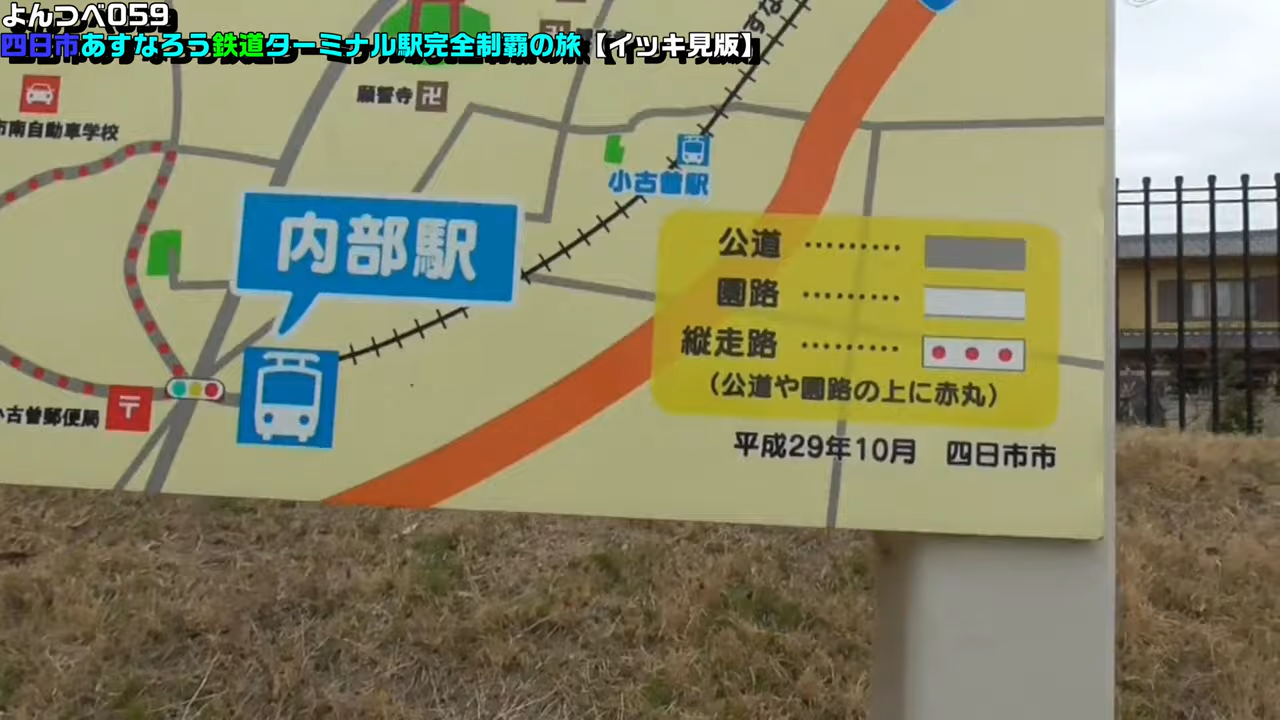 よんつべ059
四日市あすなろう鉄道ターミナル駅完全制覇の旅【イツキ見版】
すな
願誓寺 卍
市南自動車学校
小古曽駅
内部駅
公道 ………
園路 ………
縦走路 ………
(公道や園路の上に赤丸)
小古曽郵便局 〒
平成29年10月 四日市市